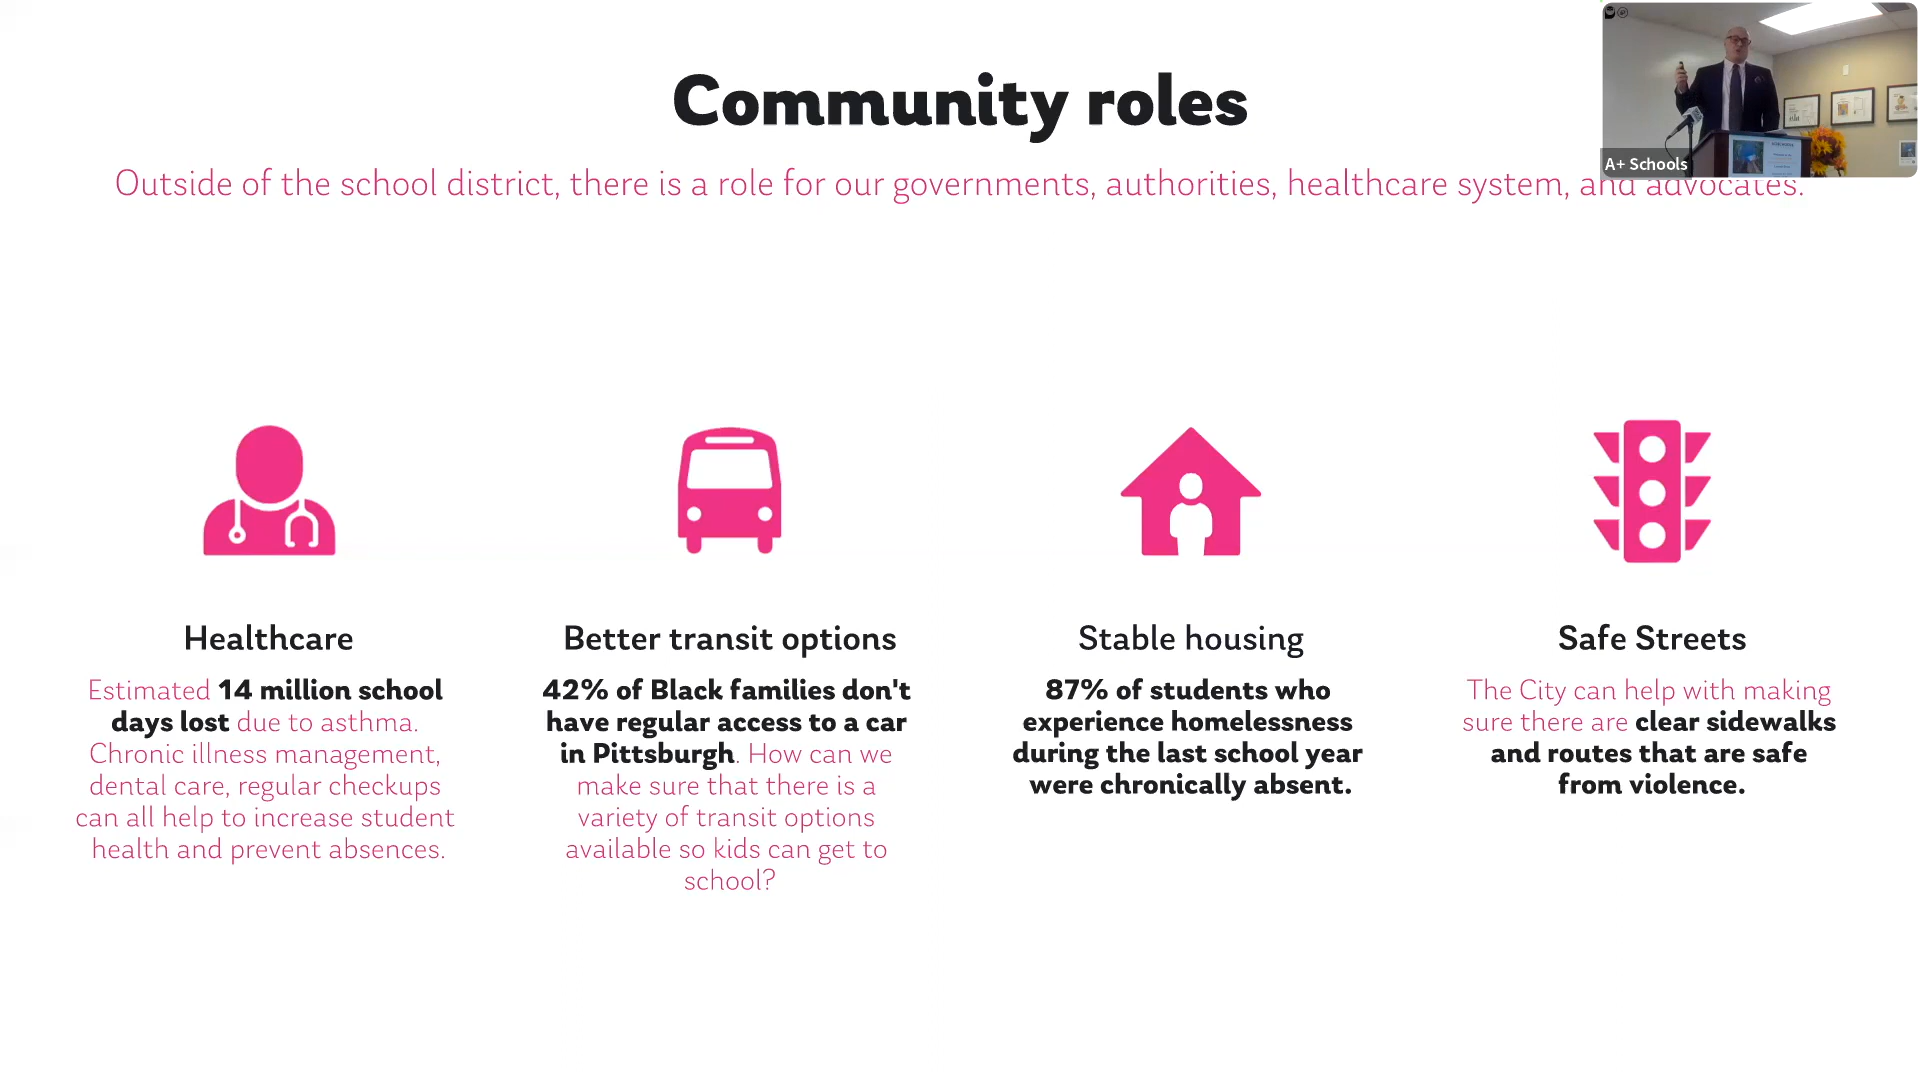 Community roles
Outside of the school district, there is a role for our governments, authorities, healthcare system, and advocates.
A+ Schools
Healthcare
Estimated 14 million school
days lost due to asthma.
Chronic illness management,
dental care, regular checkups
can all help to increase student
health and prevent absences.
Better transit options
42% of Black families don't
have regular access to a car
in Pittsburgh. How can we
make sure that there is a
variety of transit options
available so kids can get to
school?
Stable housing
87% of students who
experience homelessness
during the last school year
were chronically absent.
Safe Streets
The City can help with making
sure there are clear sidewalks
and routes that are safe
from violence.